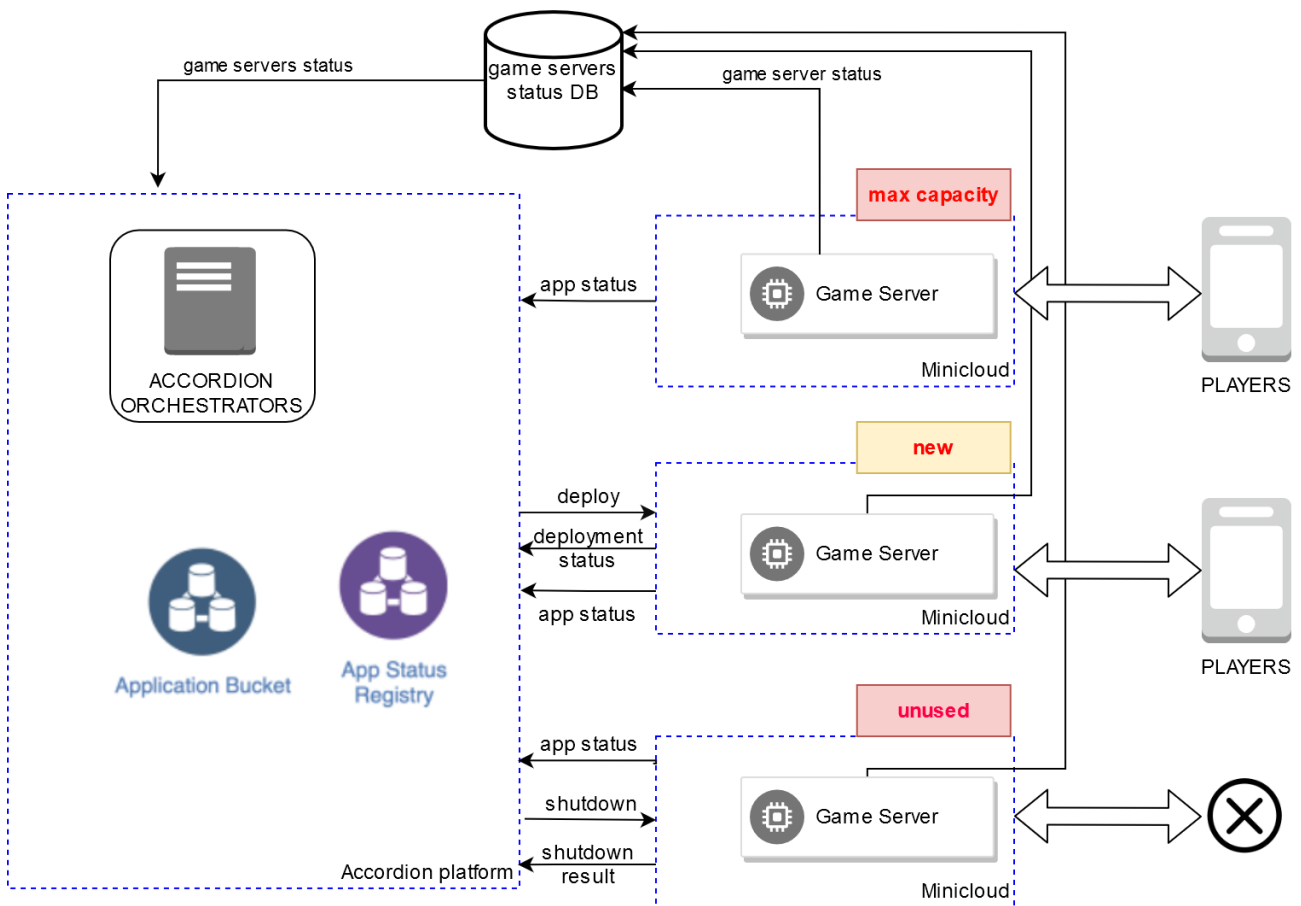 game servers status
game servers
status DB
game server status
max capacity
ACCORDION
ORCHESTRATORS
app status
Game Server
Minicloud
PLAYERS
new
deploy
deployment
status
app status
Game Server
Minicloud
PLAYERS
Application Bucket
App Status
Registry
unused
app status
shutdown
shutdown
result
Game Server
Minicloud
Accordion platform